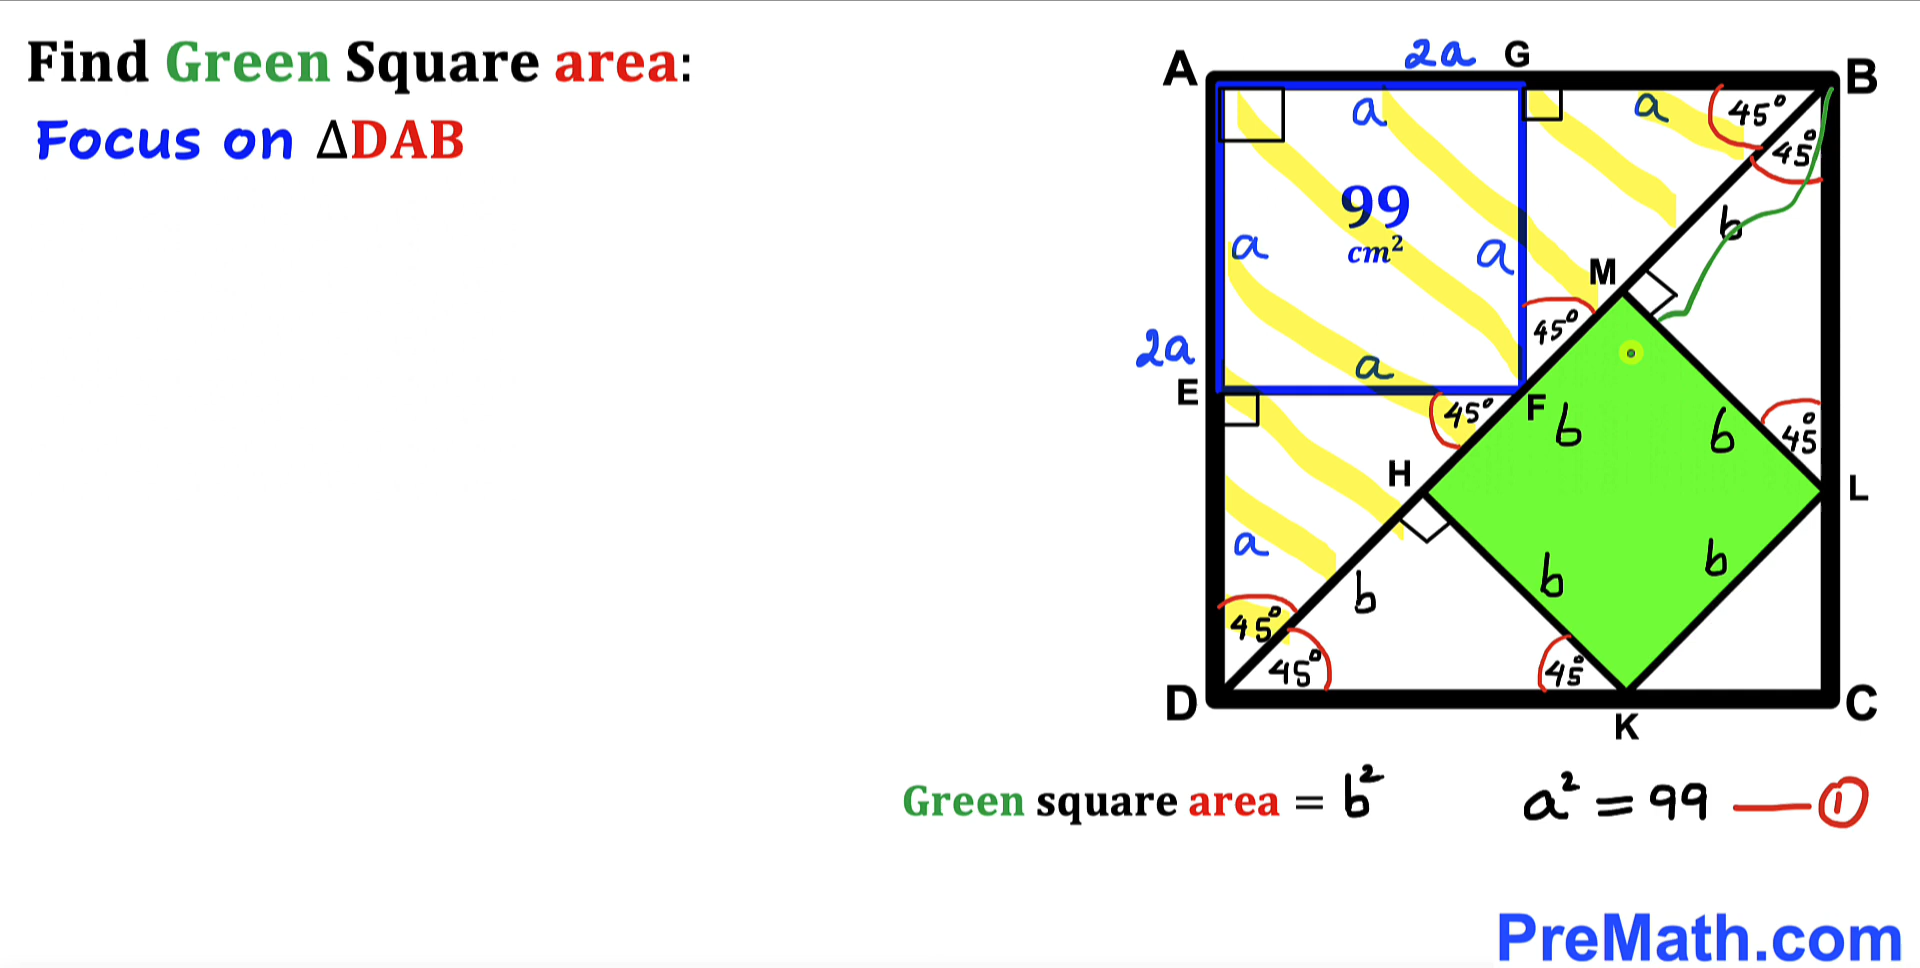 Find Green Square area:
Focus on ΔDAB
A
2a
G
B
a
a
45°
45°
99
cm²
a
a
b
M
45°
2a
E
a
45°
F
b
b
45°
H
L
a
b
b
b
45°
45°
45°
D
C
K
Green square area = b²
a² = 99 — ①
PreMath.com